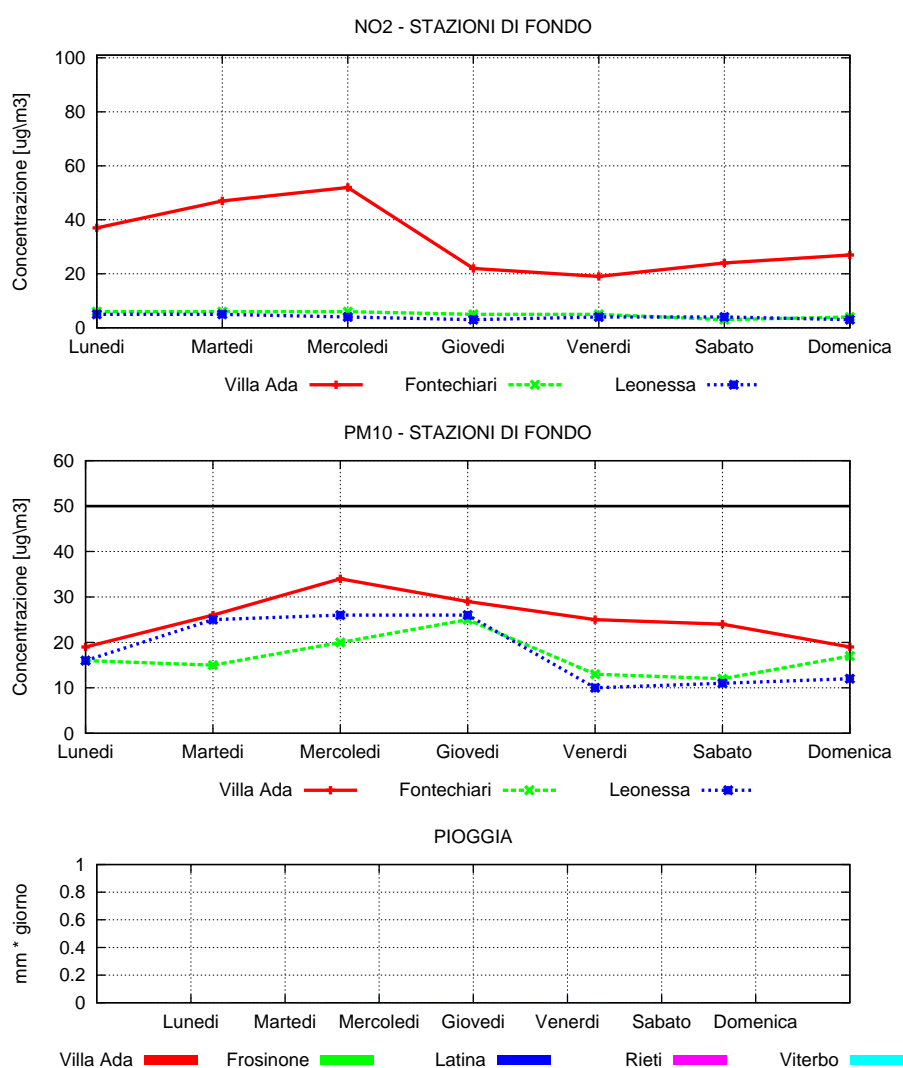 NO2 - STAZIONI DI FONDO
Concentrazione [ug\m3]
100
80
60
40
20
0
Lunedi Martedi Mercoledi Giovedi Venerdi Sabato Domenica
Villa Ada Fontechiari Leonessa
PM10 - STAZIONI DI FONDO
Concentrazione [ug\m3]
60
50
40
30
20
10
0
Lunedi Martedi Mercoledi Giovedi Venerdi Sabato Domenica
Villa Ada Fontechiari Leonessa
PIOGGIA
mm * giorno
1
0.8
0.6
0.4
0.2
0
Lunedi Martedi Mercoledi Giovedi Venerdi Sabato Domenica
Villa Ada Frosinone Latina Rieti Viterbo